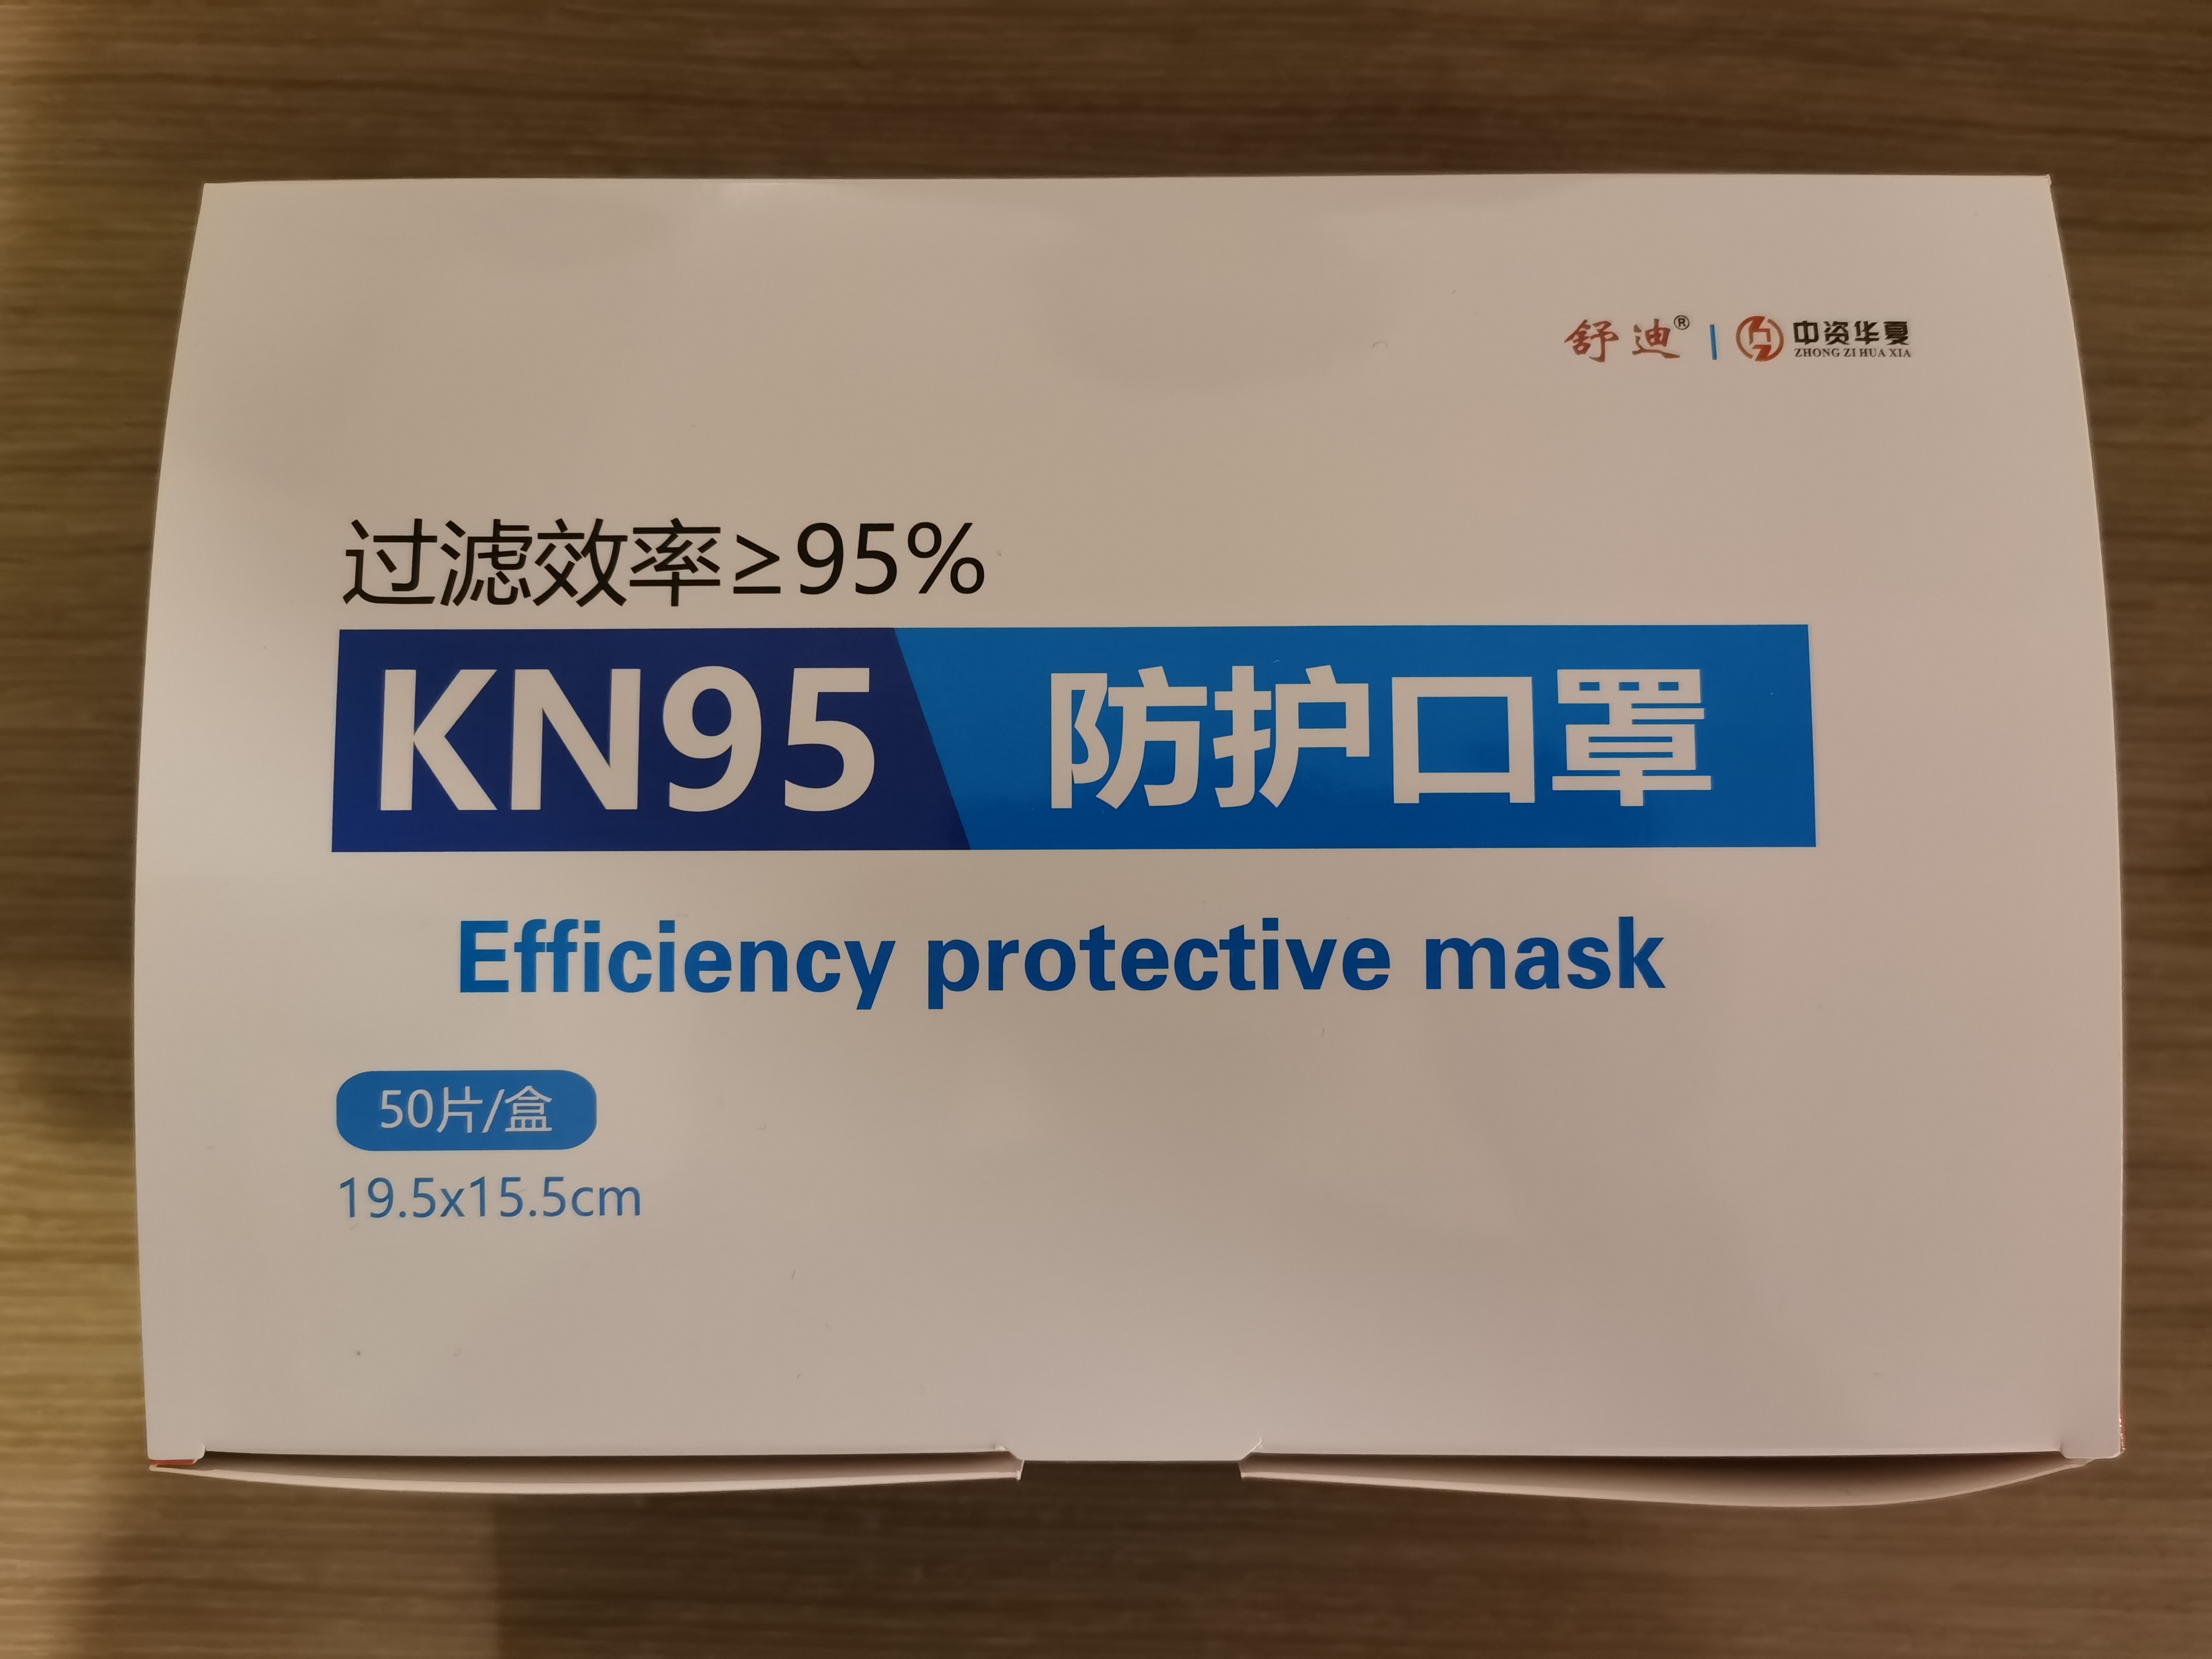 舒迪® | 中资华夏
ZHONG ZI HUA XIA
过滤效率≥95%
KN95 防护口罩
Efficiency protective mask
50片/盒
19.5x15.5cm